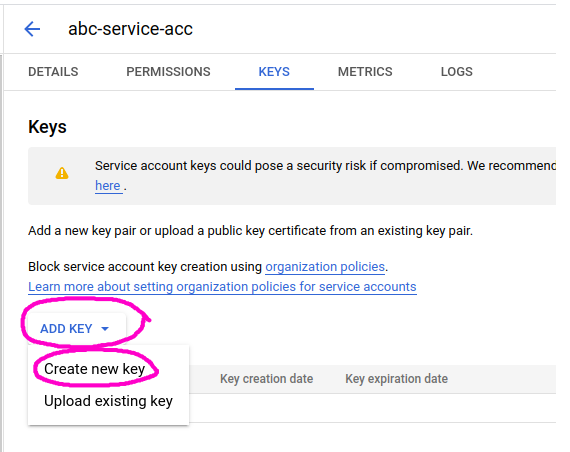 abc-service-acc
DETAILS PERMISSIONS KEYS METRICS LOGS
Keys
Service account keys could pose a security risk if compromised. We recommend
here .
Add a new key pair or upload a public key certificate from an existing key pair.
Block service account key creation using organization policies.
Learn more about setting organization policies for service accounts
ADD KEY
Create new key
Key creation date Key expiration date
Upload existing key